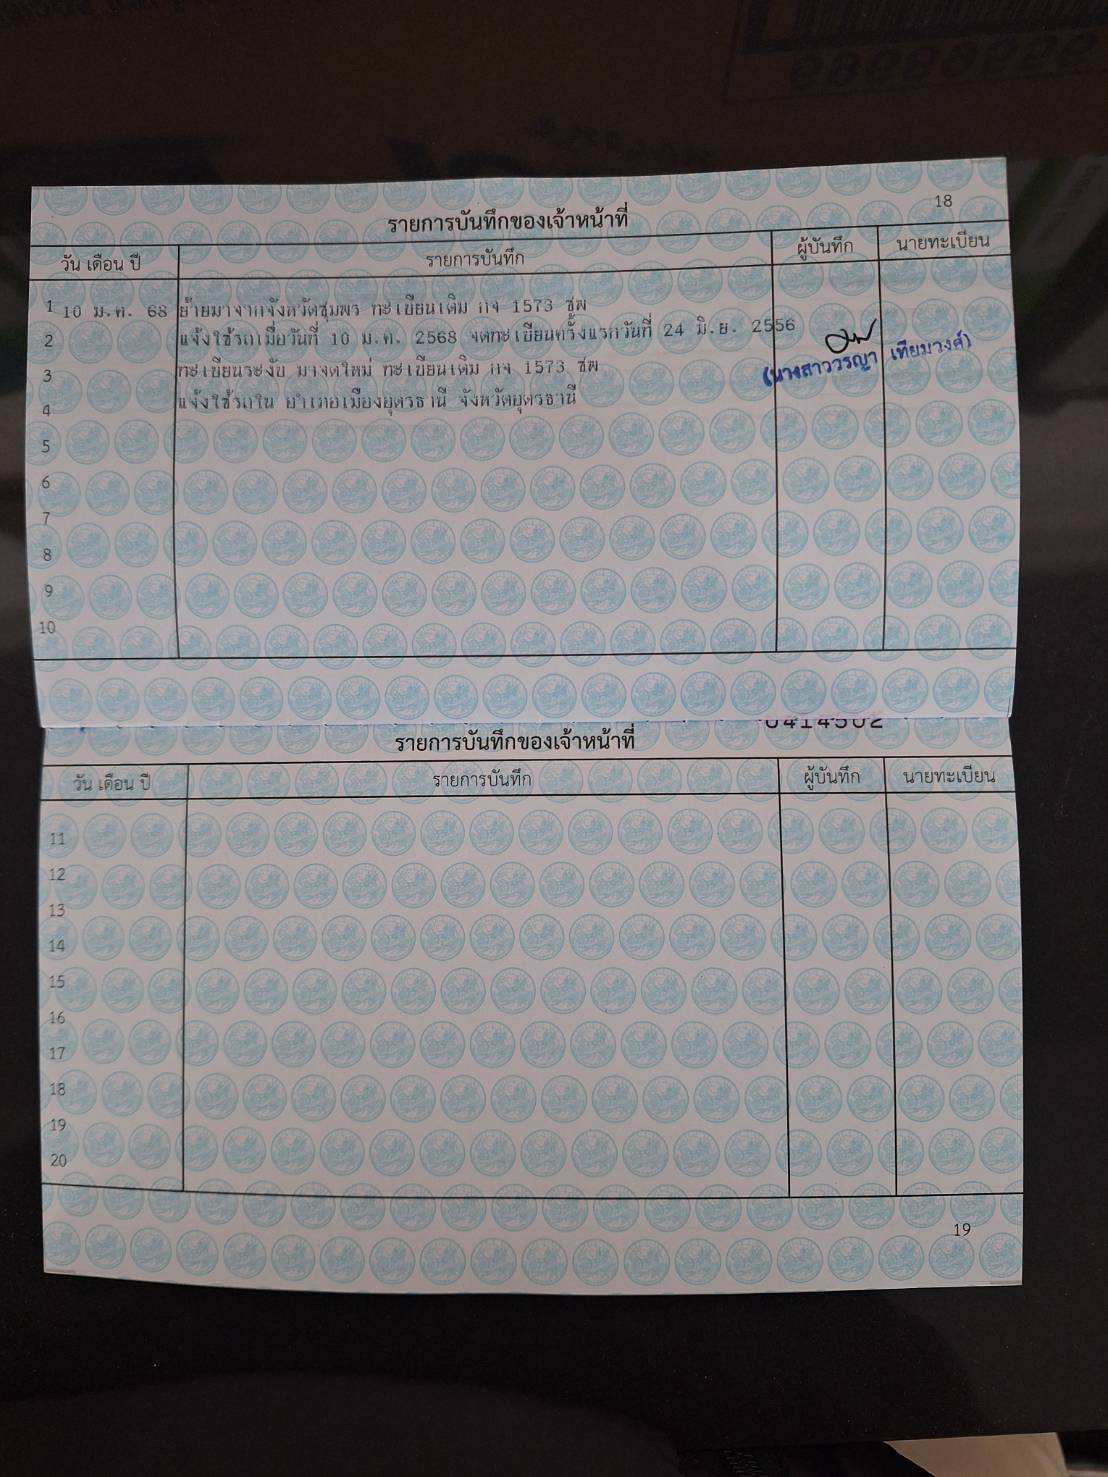 18
รายการบันทึกของเจ้าหน้าที่
วัน เดือน ปี รายการบันทึก ผู้บันทึก นายทะเบียน
1 10 ม.ค. 68 ย้ายมาจากจังหวัดชุมพร ทะเบียนเดิม กจ 1573 ชพ
2 แจ้งใช้รถเมื่อวันที่ 10 ม.ค. 2568 จดทะเบียนครั้งแรกวันที่ 24 มิ.ย. 2556
3 ทะเบียนระงับ มาจดใหม่ ทะเบียนเดิม กจ 1573 ชพ
(นางสาววรญา เทียมวงศ์)
4 แจ้งใช้รถใน อำเภอเมืองอุดรธานี จังหวัดอุดรธานี
5
6
7
8
9
10
0414502
รายการบันทึกของเจ้าหน้าที่
วัน เดือน ปี รายการบันทึก ผู้บันทึก นายทะเบียน
11
12
13
14
15
16
17
18
19
20
19